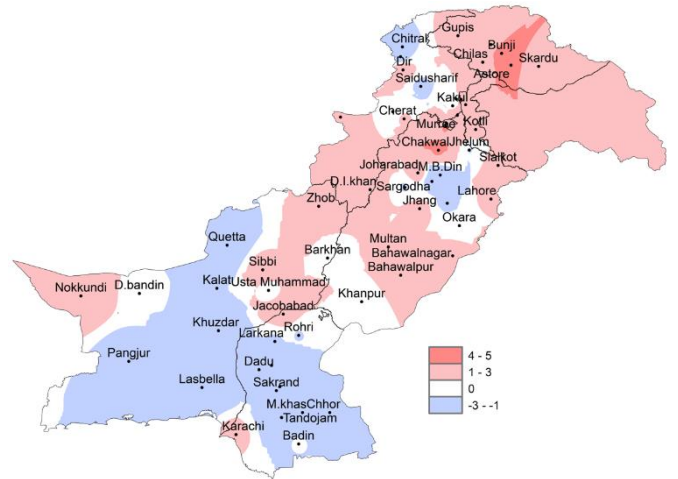 Gupis
Chitral
Bunji
Chilas
Skardu
Dir
Astore
Saidusharif
Kakul
Cherat
Kotli
Chakwal
Jhelum
Sialkot
Joharabad
M.B.Din
D.I.khan
Sargodha
Lahore
Zhob
Jhang
Okara
Quetta
Multan
Barkhan
Bahawalnagar
Sibbi
Bahawalpur
Nokkundi
D.bandin
Kalat
Usta Muhammad
Khanpur
Jacobabad
Khuzdar
Rohri
Larkana
Pangjur
Dadu
Lasbella
Sakrand
M.khas
Chhor
Tandojam
Karachi
Badin
4 - 5
1 - 3
0
-3 - -1